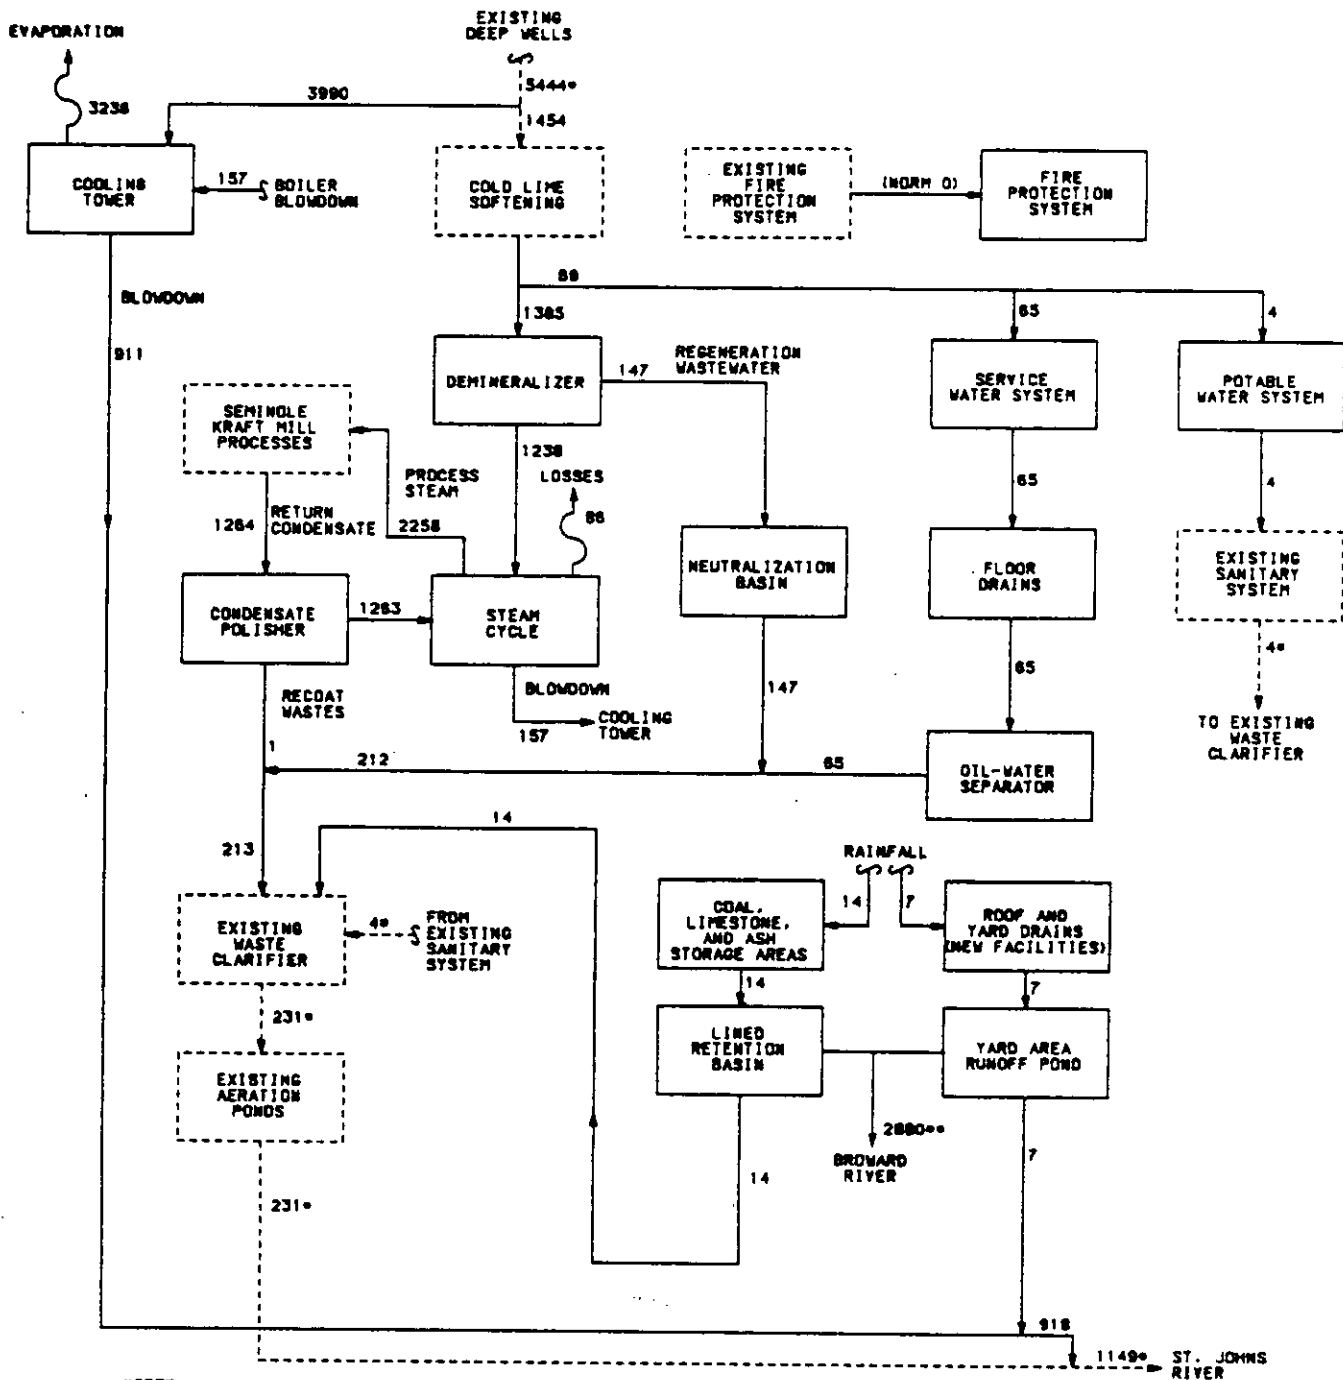 EXISTING
DEEP WELLS
EVAPORATION
5444*
3990
3236
1454
COOLING
TOWER
157
BOILER
BLOWDOWN
COLD LIME
SOFTENING
EXISTING
FIRE
PROTECTION
SYSTEM
(NORM 0)
FIRE
PROTECTION
SYSTEM
69
BLOWDOWN
1385
65
4
911
DEMINERALIZER
147
REGENERATION
WASTEWATER
SERVICE
WATER SYSTEM
POTABLE
WATER SYSTEM
SEMINOLE
KRAFT MILL
PROCESSES
1238
PROCESS
STEAM
LOSSES
86
65
4
1264
RETURN
CONDENSATE
2258
NEUTRALIZATION
BASIN
FLOOR
DRAINS
EXISTING
SANITARY
SYSTEM
CONDENSATE
POLISHER
1263
STEAM
CYCLE
4*
RECOAT
WASTES
BLOWDOWN
147
65
157
COOLING
TOWER
TO EXISTING
WASTE
CLARIFIER
1
212
65
OIL-WATER
SEPARATOR
14
213
RAINFALL
14
7
EXISTING
WASTE
CLARIFIER
4*
FROM
EXISTING
SANITARY
SYSTEM
COAL,
LIMESTONE,
AND ASH
STORAGE AREAS
ROOF AND
YARD DRAINS
(NEW FACILITIES)
14
7
231*
LINED
RETENTION
BASIN
YARD AREA
RUNOFF POND
EXISTING
AERATION
PONDS
2880**
BROWARD
RIVER
14
7
231*
918
1149*
ST. JOHNS
RIVER